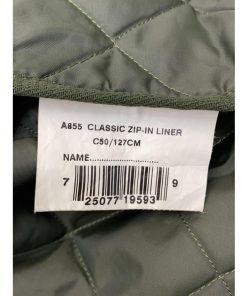 A855 CLASSIC ZIP-IN LINER
C50/127CM
NAME........................
7 9
25077 19593